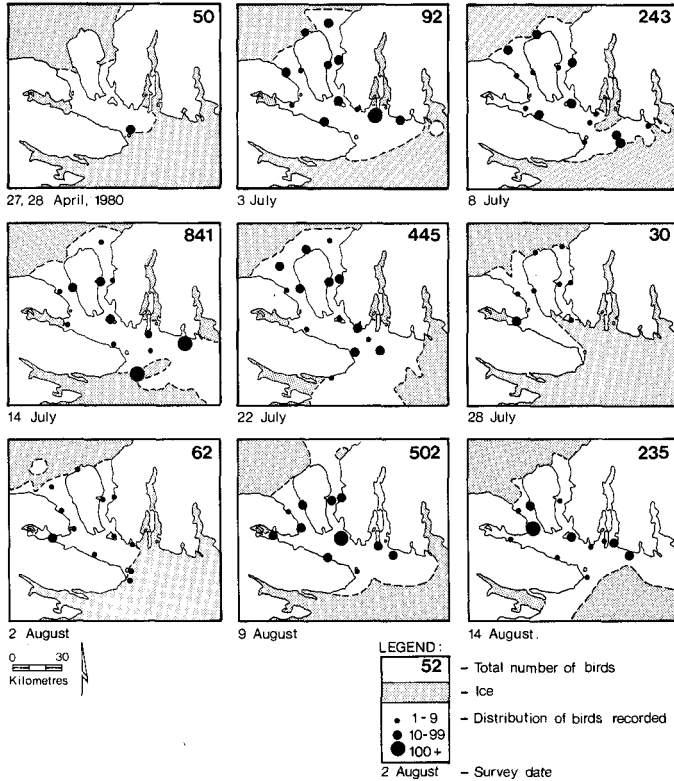 50
27, 28 April, 1980
92
3 July
243
8 July
841
14 July
445
22 July
30
28 July
62
2 August
502
9 August
235
14 August.
0 30
Kilometres
LEGEND :
52 - Total number of birds
- Ice
1 - 9 - Distribution of birds recorded
10-99
100 +
2 August - Survey date